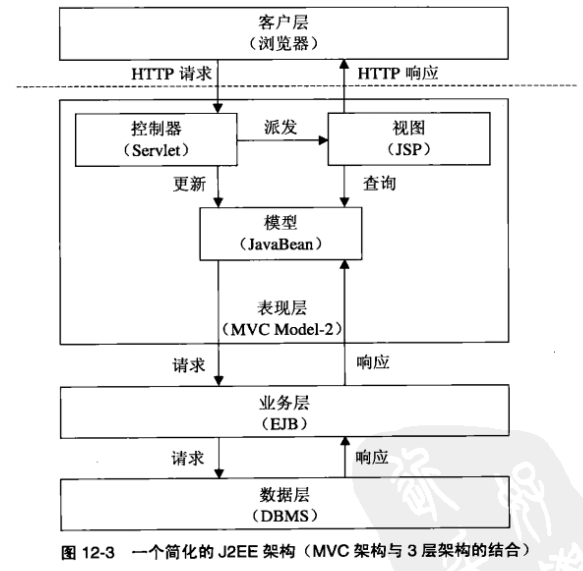 客户层
（浏览器）
HTTP 请求
HTTP 响应
控制器
（Servlet）
派发
视图
（JSP）
更新
查询
模型
（JavaBean）
表现层
（MVC Model-2）
请求
响应
业务层
（EJB）
请求
响应
数据层
（DBMS）
图 12-3 一个简化的 J2EE 架构（MVC 架构与 3 层架构的结合）